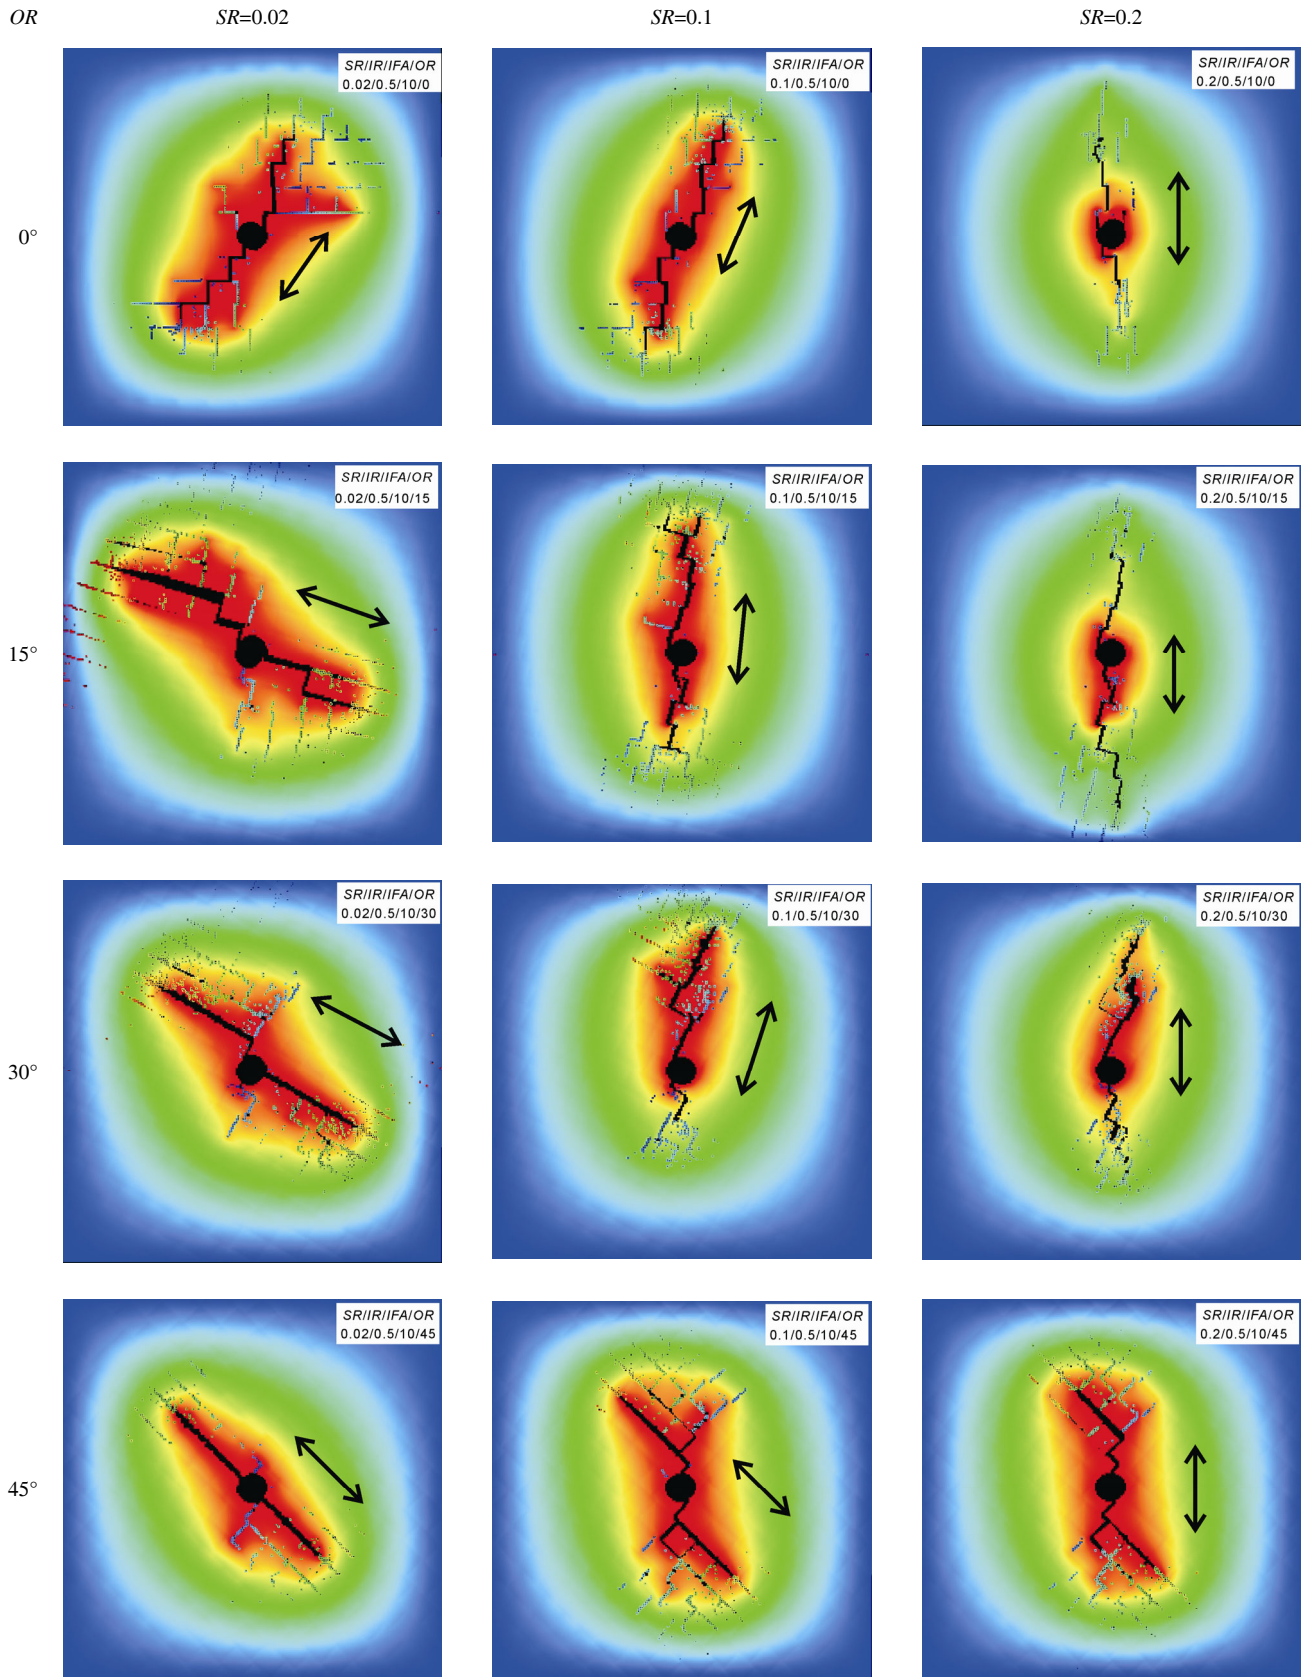 OR SR=0.02 SR=0.1 SR=0.2
SR/IR/IFA/OR
0.02/0.5/10/0
SR/IR/IFA/OR
0.1/0.5/10/0
SR/IR/IFA/OR
0.2/0.5/10/0
0°
SR/IR/IFA/OR
0.02/0.5/10/15
SR/IR/IFA/OR
0.1/0.5/10/15
SR/IR/IFA/OR
0.2/0.5/10/15
15°
SR/IR/IFA/OR
0.02/0.5/10/30
SR/IR/IFA/OR
0.1/0.5/10/30
SR/IR/IFA/OR
0.2/0.5/10/30
30°
SR/IR/IFA/OR
0.02/0.5/10/45
SR/IR/IFA/OR
0.1/0.5/10/45
SR/IR/IFA/OR
0.2/0.5/10/45
45°